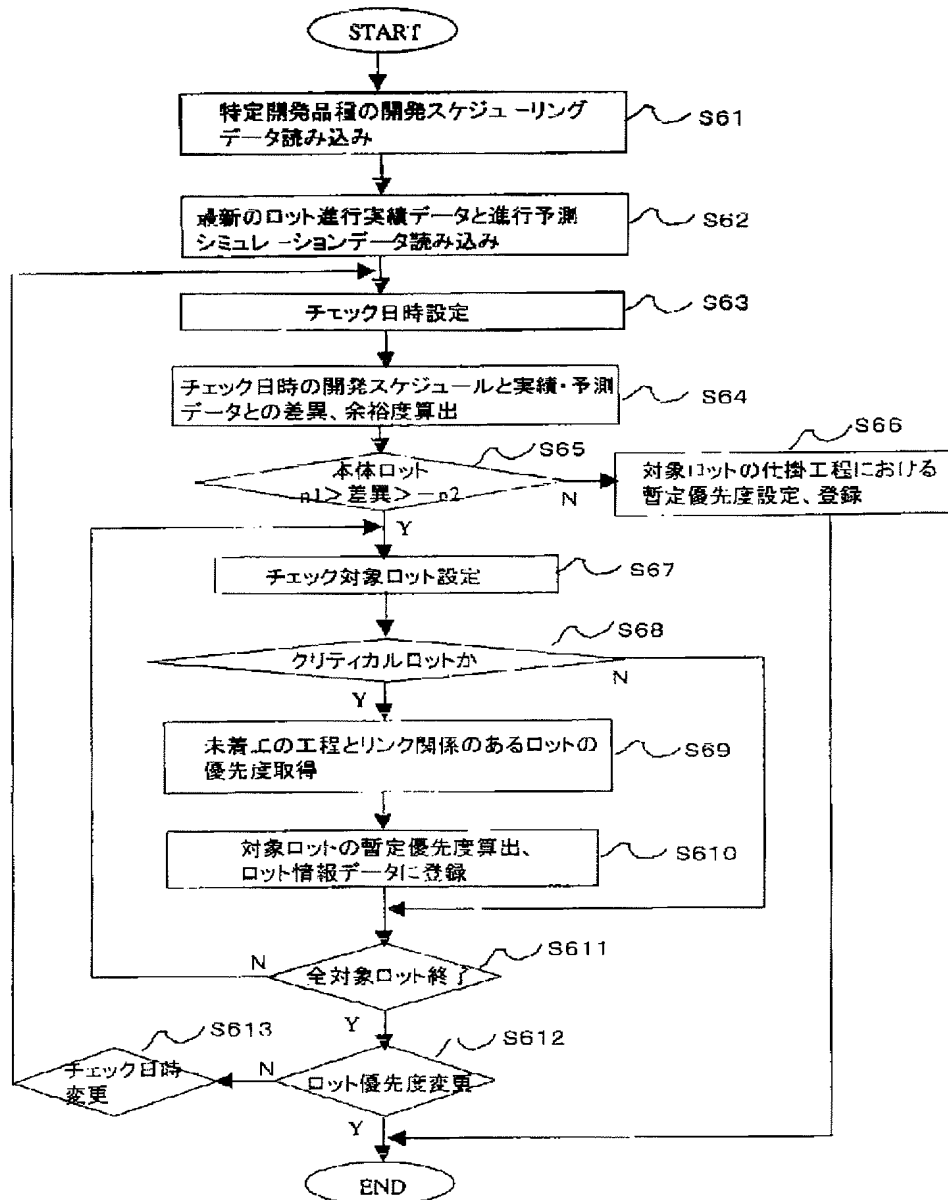 START
特定開発品種の開発スケジューリング
データ読み込み
S61
最新のロット進行実績データと進行予測
シミュレーションデータ読み込み
S62
チェック日時設定
S63
チェック日時の開発スケジュールと実績・予測
データとの差異、余裕度算出
S64
本体ロット
n1>差異>-n2
S65
N
Y
対象ロットの仕掛工程における
暫定優先度設定、登録
S66
チェック対象ロット設定
S67
クリティカルロットか
S68
N
Y
未着工の工程とリンク関係のあるロットの
優先度取得
S69
対象ロットの暫定優先度算出、
ロット情報データに登録
S610
全対象ロット終了
S611
N
Y
ロット優先度変更
S612
N
Y
チェック日時
変更
S613
END